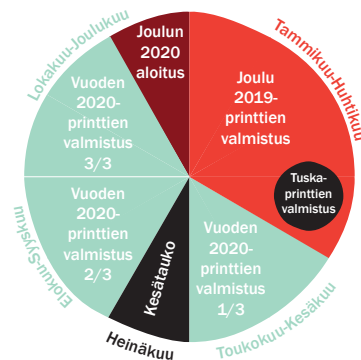 Tammikuu-Huhtikuu
Joulu
2019-
printtien
valmistus
Tuska-
printtien
valmistus
Toukokuu-Kesäkuu
Vuoden
2020-
printtien
valmistus
1/3
Heinäkuu
Kesätauko
Elokuu-Syyskuu
Vuoden
2020-
printtien
valmistus
2/3
Lokakuu-Joulukuu
Vuoden
2020-
printtien
valmistus
3/3
Joulun
2020
aloitus